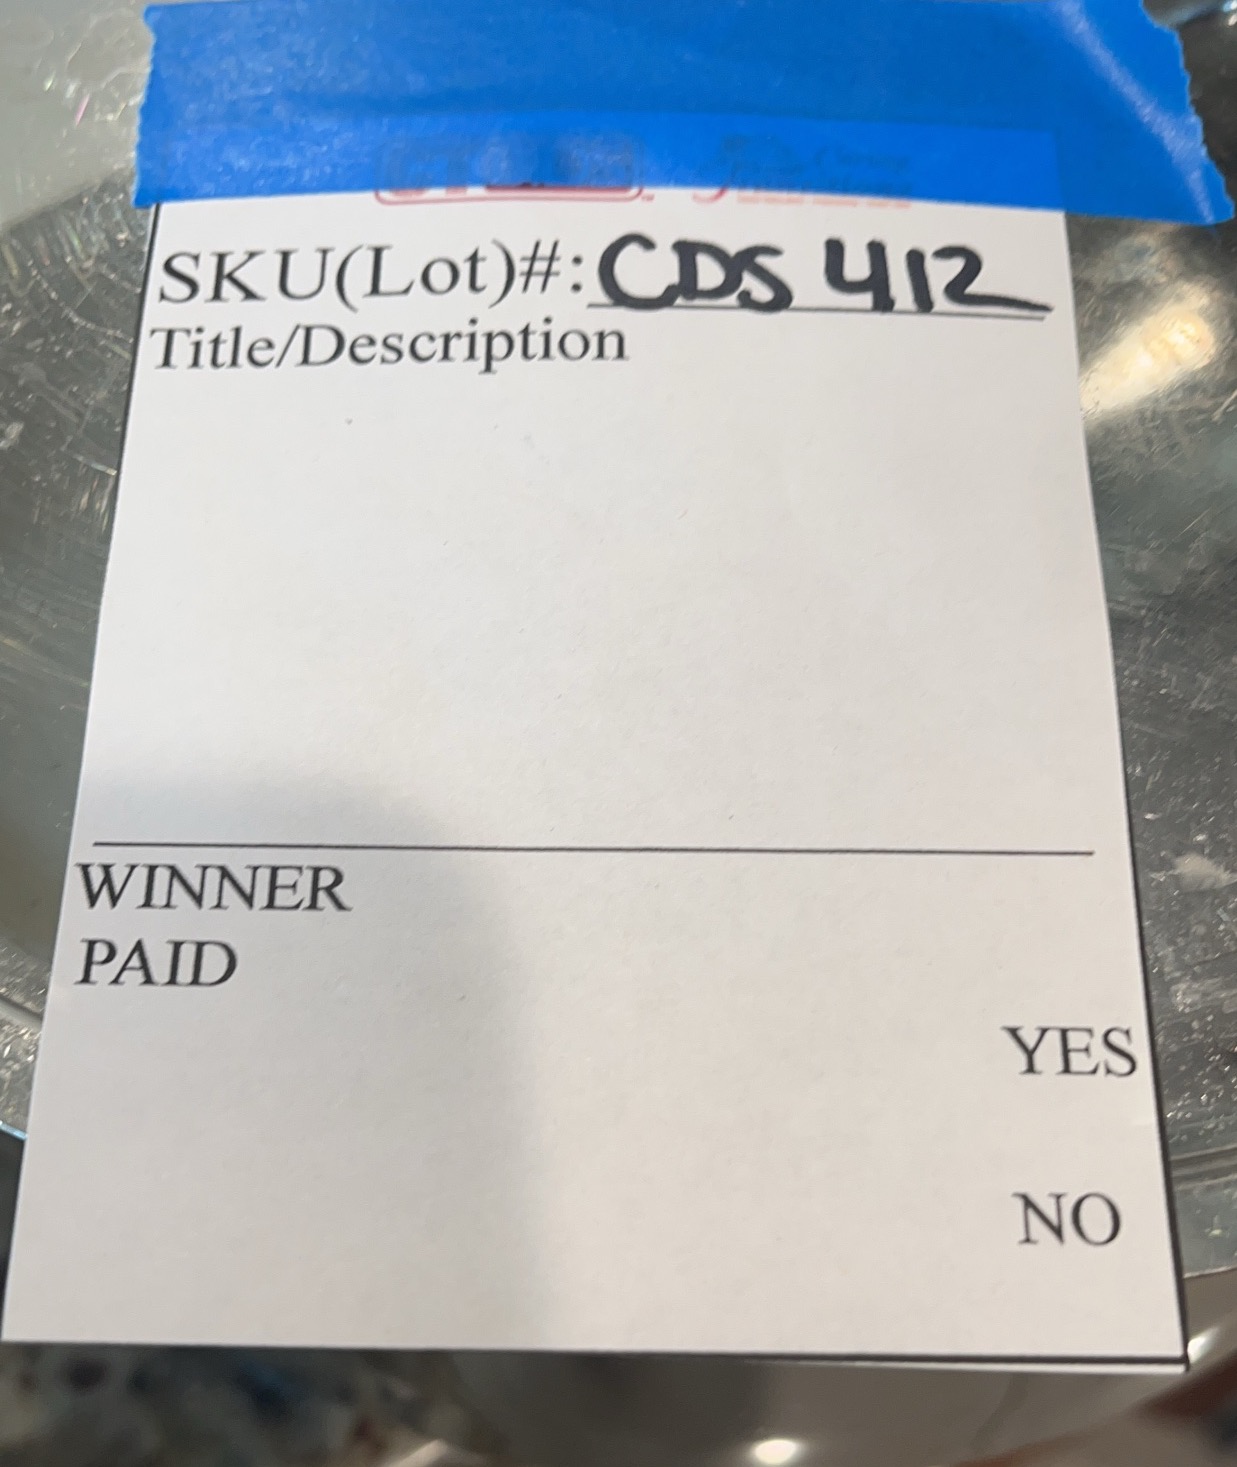 SKU(Lot)#: CDS 412
Title/Description
WINNER
PAID
YES
NO